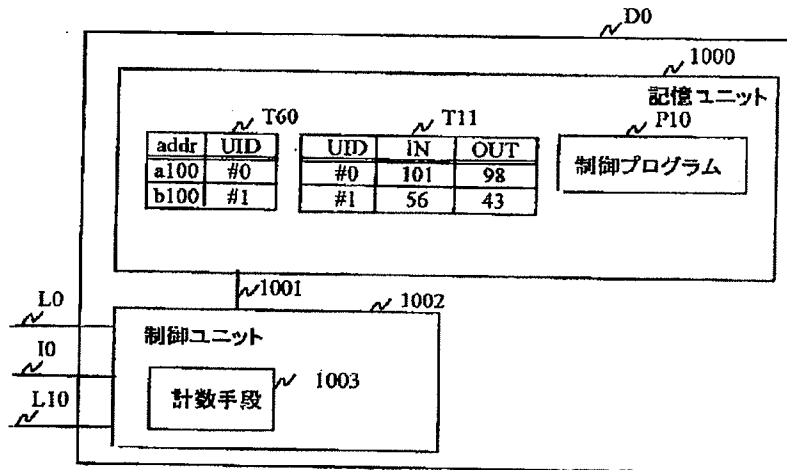 D0
1000
記憶ユニット
T60
T11
P10
addr UID
a100 #0
b100 #1
UID IN OUT
#0 101 98
#1 56 43
制御プログラム
1001
1002
L0
制御ユニット
I0
1003
計数手段
L10